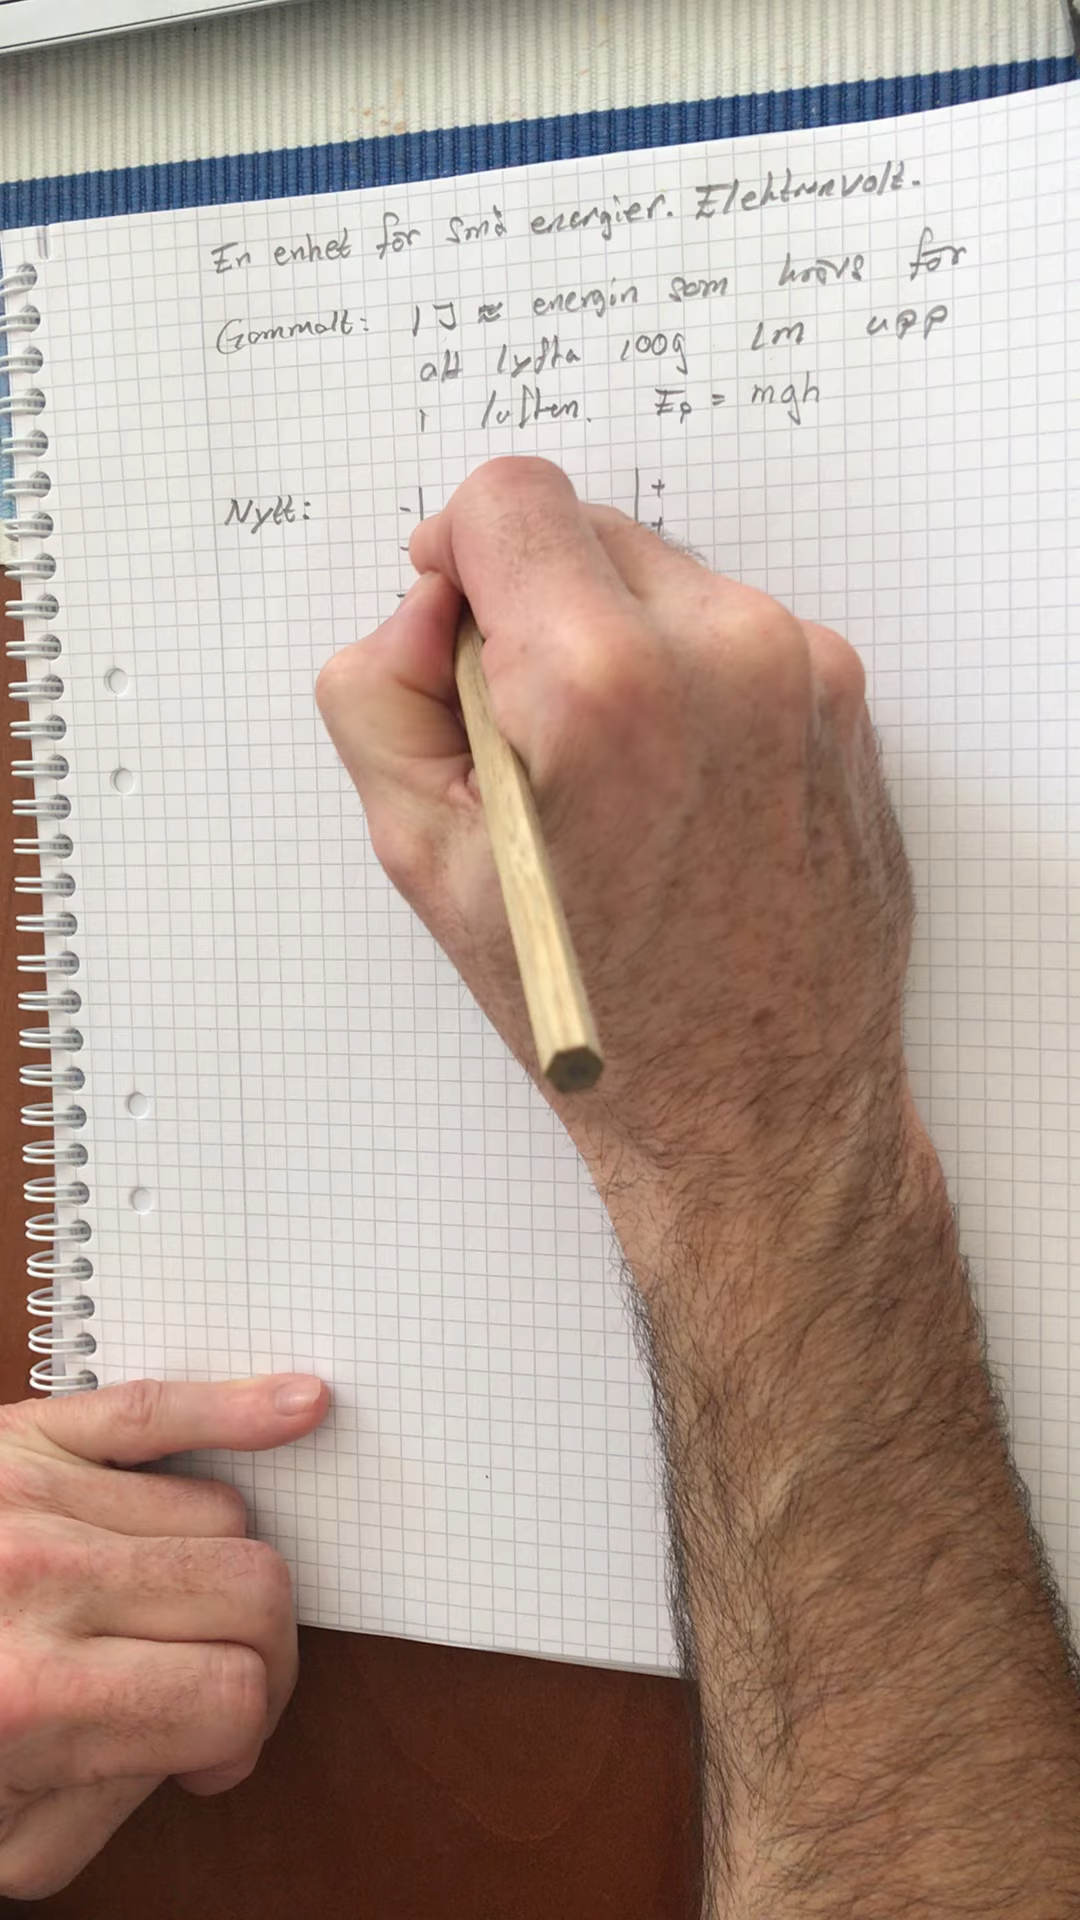 En enhet för små energier. Elektronvolt.
Gammalt: 1 J ≈ energin som krävs för
att lyfta 100g 1m upp
i luften. Ep = mgh
Nytt: - | | +
- +
-